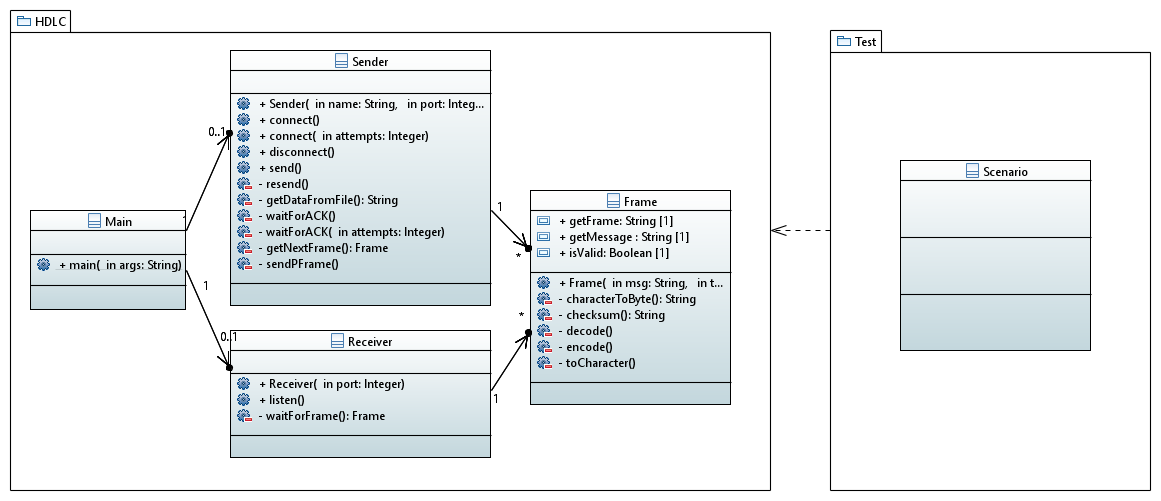 HDLC
Test
Sender
+ Sender( in name: String, in port: Integ...
+ connect()
+ connect( in attempts: Integer)
+ disconnect()
+ send()
- resend()
- getDataFromFile(): String
- waitForACK()
- waitForACK( in attempts: Integer)
- getNextFrame(): Frame
- sendPFrame()
0..1
1
Main
+ main( in args: String)
1
0..1
Receiver
+ Receiver( in port: Integer)
+ listen()
- waitForFrame(): Frame
1
*
*
1
Frame
+ getFrame: String [1]
+ getMessage : String [1]
+ isValid: Boolean [1]
+ Frame( in msg: String, in t...
- characterToByte(): String
- checksum(): String
- decode()
- encode()
- toCharacter()
Scenario